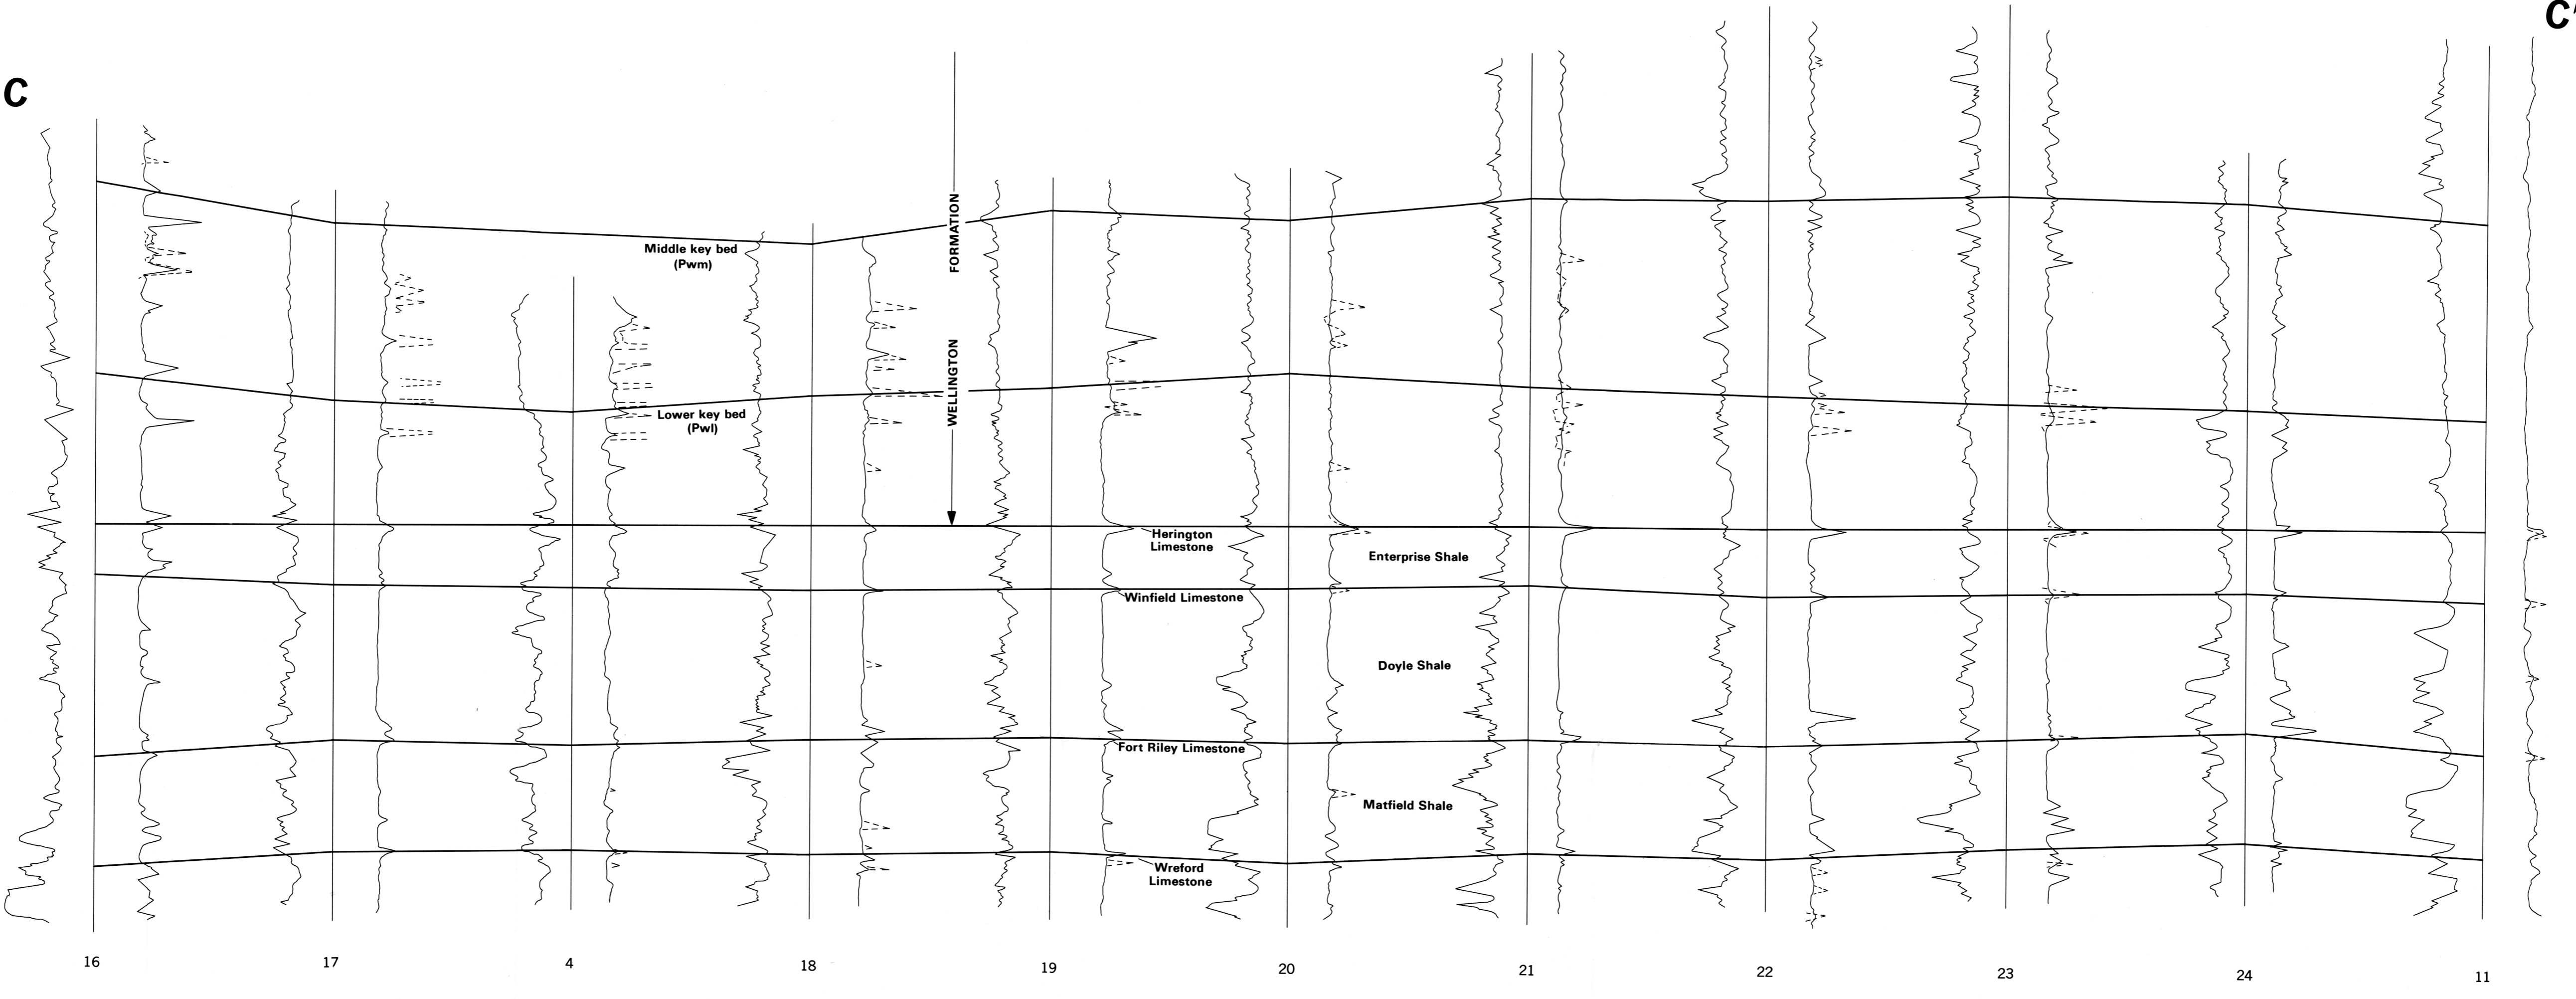 C
C'
FORMATION
WELLINGTON
Middle key bed
(Pwm)
Lower key bed
(Pwl)
Herington
Limestone
Enterprise Shale
Winfield Limestone
Doyle Shale
Fort Riley Limestone
Matfield Shale
Wreford
Limestone
16 17 4 18 19 20 21 22 23 24 11